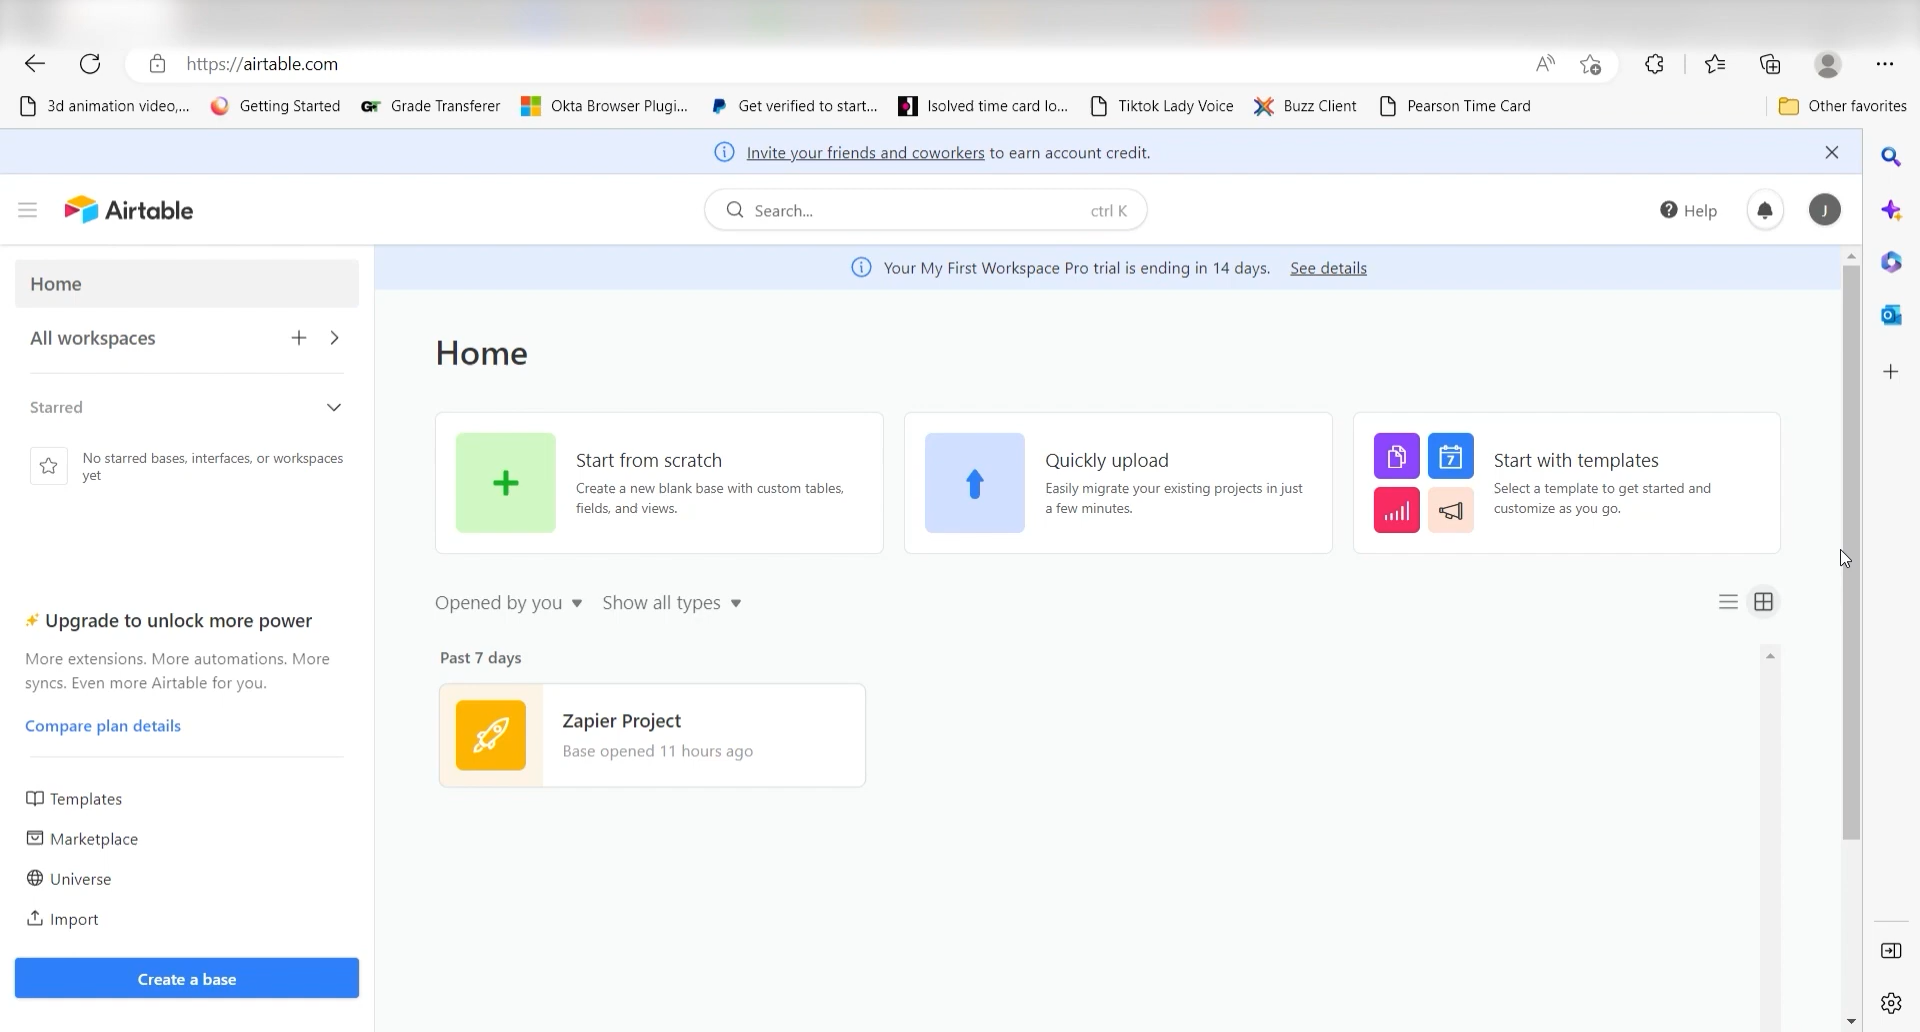 https://airtable.com
3d animation video,...
Getting Started
GT
Grade Transferer
Okta Browser Plugi...
Get verified to start...
Isolved time card lo...
Tiktok Lady Voice
Buzz Client
Pearson Time Card
Other favorites
Invite your friends and coworkers to earn account credit.
Airtable
Search...
ctrl K
Help
J
Home
Your My First Workspace Pro trial is ending in 14 days. See details
All workspaces
Starred
No starred bases, interfaces, or workspaces
yet
Home
Start from scratch
Create a new blank base with custom tables,
fields, and views.
Quickly upload
Easily migrate your existing projects in just
a few minutes.
7
Start with templates
Select a template to get started and
customize as you go.
Opened by you
Show all types
Past 7 days
Zapier Project
Base opened 11 hours ago
Upgrade to unlock more power
More extensions. More automations. More
syncs. Even more Airtable for you.
Compare plan details
Templates
Marketplace
Universe
Import
Create a base